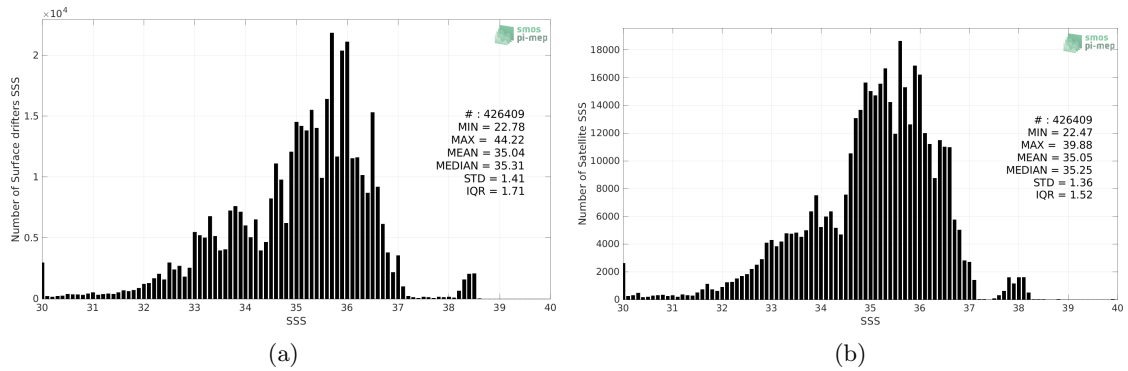 ×10⁴
smos
pi-mep
Number of Surface drifters SSS
2
1.5
1
0.5
0
# : 426409
MIN = 22.78
MAX = 44.22
MEAN = 35.04
MEDIAN = 35.31
STD = 1.41
IQR = 1.71
30 31 32 33 34 35 36 37 38 39 40
SSS
(a)
smos
pi-mep
Number of Satellite SSS
18000
16000
14000
12000
10000
8000
6000
4000
2000
0
# : 426409
MIN = 22.47
MAX = 39.88
MEAN = 35.05
MEDIAN = 35.25
STD = 1.36
IQR = 1.52
30 31 32 33 34 35 36 37 38 39 40
SSS
(b)